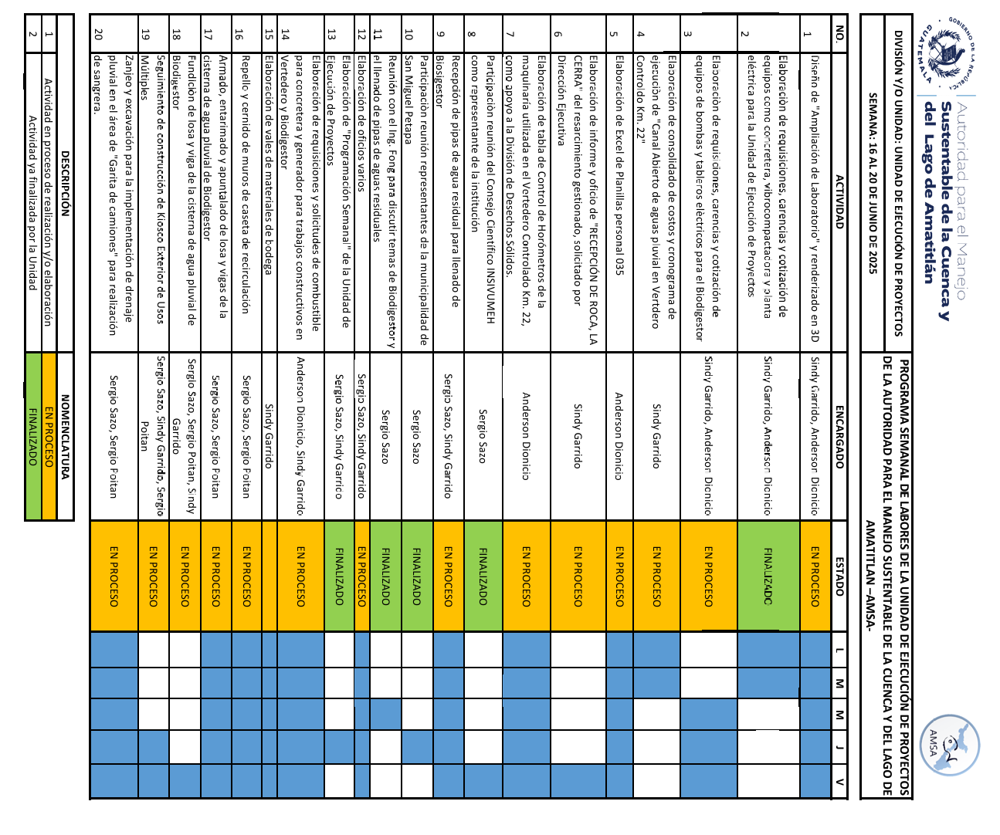 GOBIERNO DE LA REPÚBLICA
GUATEMALA
Autoridad para el Manejo
Sustentable de la Cuenca y
del Lago de Amatitlán
AMSA
DIVISIÓN Y/O UNIDAD: UNIDAD DE EJECUCIÓN DE PROYECTOS
SEMANA: 16 AL 20 DE JUNIO DE 2025
PROGRAMA SEMANAL DE LABORES DE LA UNIDAD DE EJECUCIÓN DE PROYECTOS
DE LA AUTORIDAD PARA EL MANEJO SUSTENTABLE DE LA CUENCA Y DEL LAGO DE
AMATITLAN –AMSA-
NO. ACTIVIDAD ENCARGADO ESTADO L M M J V
1 Diseño de "Ampliación de Laboratorio" y renderizado en 3D Sindy Garrido, Anderson Dionicio EN PROCESO
2 Elaboraciòn de requisiciones, carencias y cotización de
equipos como concretera, vibrocompactadora y planta
eléctrica para la Unidad de Ejecución de Proyectos
Sindy Garrido, Anderson Dionicio FINALIZADO
3 Elaboraciòn de requisiciones, carencias y cotización de
equipos de bombas y tableros elèctricos para el Biodigestor
Sindy Garrido, Anderson Dionicio EN PROCESO
4 Elaboración de consolidado de costos y cronograma de
ejecuciòn de "Canal Abierto de aguas pluvial en Vertdero
Controlado Km. 22"
Sindy Garrido EN PROCESO
5 Elaboración de Excel de Planillas personal 035 Anderson Dionicio EN PROCESO
6 Elaboración de informe y oficio de "RECEPCIÓN DE ROCA, LA
CERRA" del resarcimiento gestionado, solicitado por
Dirección Ejecutiva
Sindy Garrido EN PROCESO
7 Elaboración de tabla de Control de Horómetros de la
maquinaría utilizada en el Vertedero Controlado Km. 22,
como apoyo a la División de Desechos Sólidos.
Anderson Dionicio EN PROCESO
8 Participaciòn reunión del Consejo Científico INSIVUMEH
como representante de la institución
Sergio Sazo FINALIZADO
9 Recepción de pipas de agua residual para llenado de
Biosigestor
Sergio Sazo, Sindy Garrido EN PROCESO
10 Participaciòn reunión representantes de la municipalidad de
San Miguel Petapa
Sergio Sazo FINALIZADO
11 Reunión con el Ing. Fong para discutir temas de Biodigestor y
el llenado de pipas de aguas residuales
Sergio Sazo FINALIZADO
12 Elaboración de oficios varios Sergio Sazo, Sindy Garrido EN PROCESO
13 Elaboración de "Programación Semanal" de la Unidad de
Ejecución de Proyectos
Sergio Sazo, Sindy Garrido FINALIZADO
14 Elaboración de requisiciones y solicitudes de combustible
para concretera y generador para trabajos constructivos en
Vertedero y Biodigestor
Anderson Dionicio, Sindy Garrido EN PROCESO
15 Elaboración de vales de materiales de bodega Sindy Garrido EN PROCESO
16 Repello y cernido de muros de caseta de recirculación Sergio Sazo, Sergio Poitan EN PROCESO
17 Armado, entarimado y apuntalado de losa y vigas de la
cisterna de agua pluvial de Biodigestor
Sergio Sazo, Sergio Poitan EN PROCESO
18 Fundición de losa y viga de la cisterna de agua pluvial de
Biodigestor
Sergio Sazo, Sergio Poitan, Sindy
Garrido
EN PROCESO
19 Seguimiento de construcción de Kiosco Exterior de Usos
Múltiples
Sergio Sazo, Sindy Garrido, Sergio
Poitan
EN PROCESO
20 Zanjeo y excavación para la implementación de drenaje
pluvial en el área de "Garita de camiones" para realización
de sangrera.
Sergio Sazo, Sergio Poitan EN PROCESO
DESCRIPCIÓN NOMENCLATURA
1 Actividad en proceso de realización y/o elaboración EN PROCESO
2 Actividad ya finalizada por la Unidad FINALIZADO